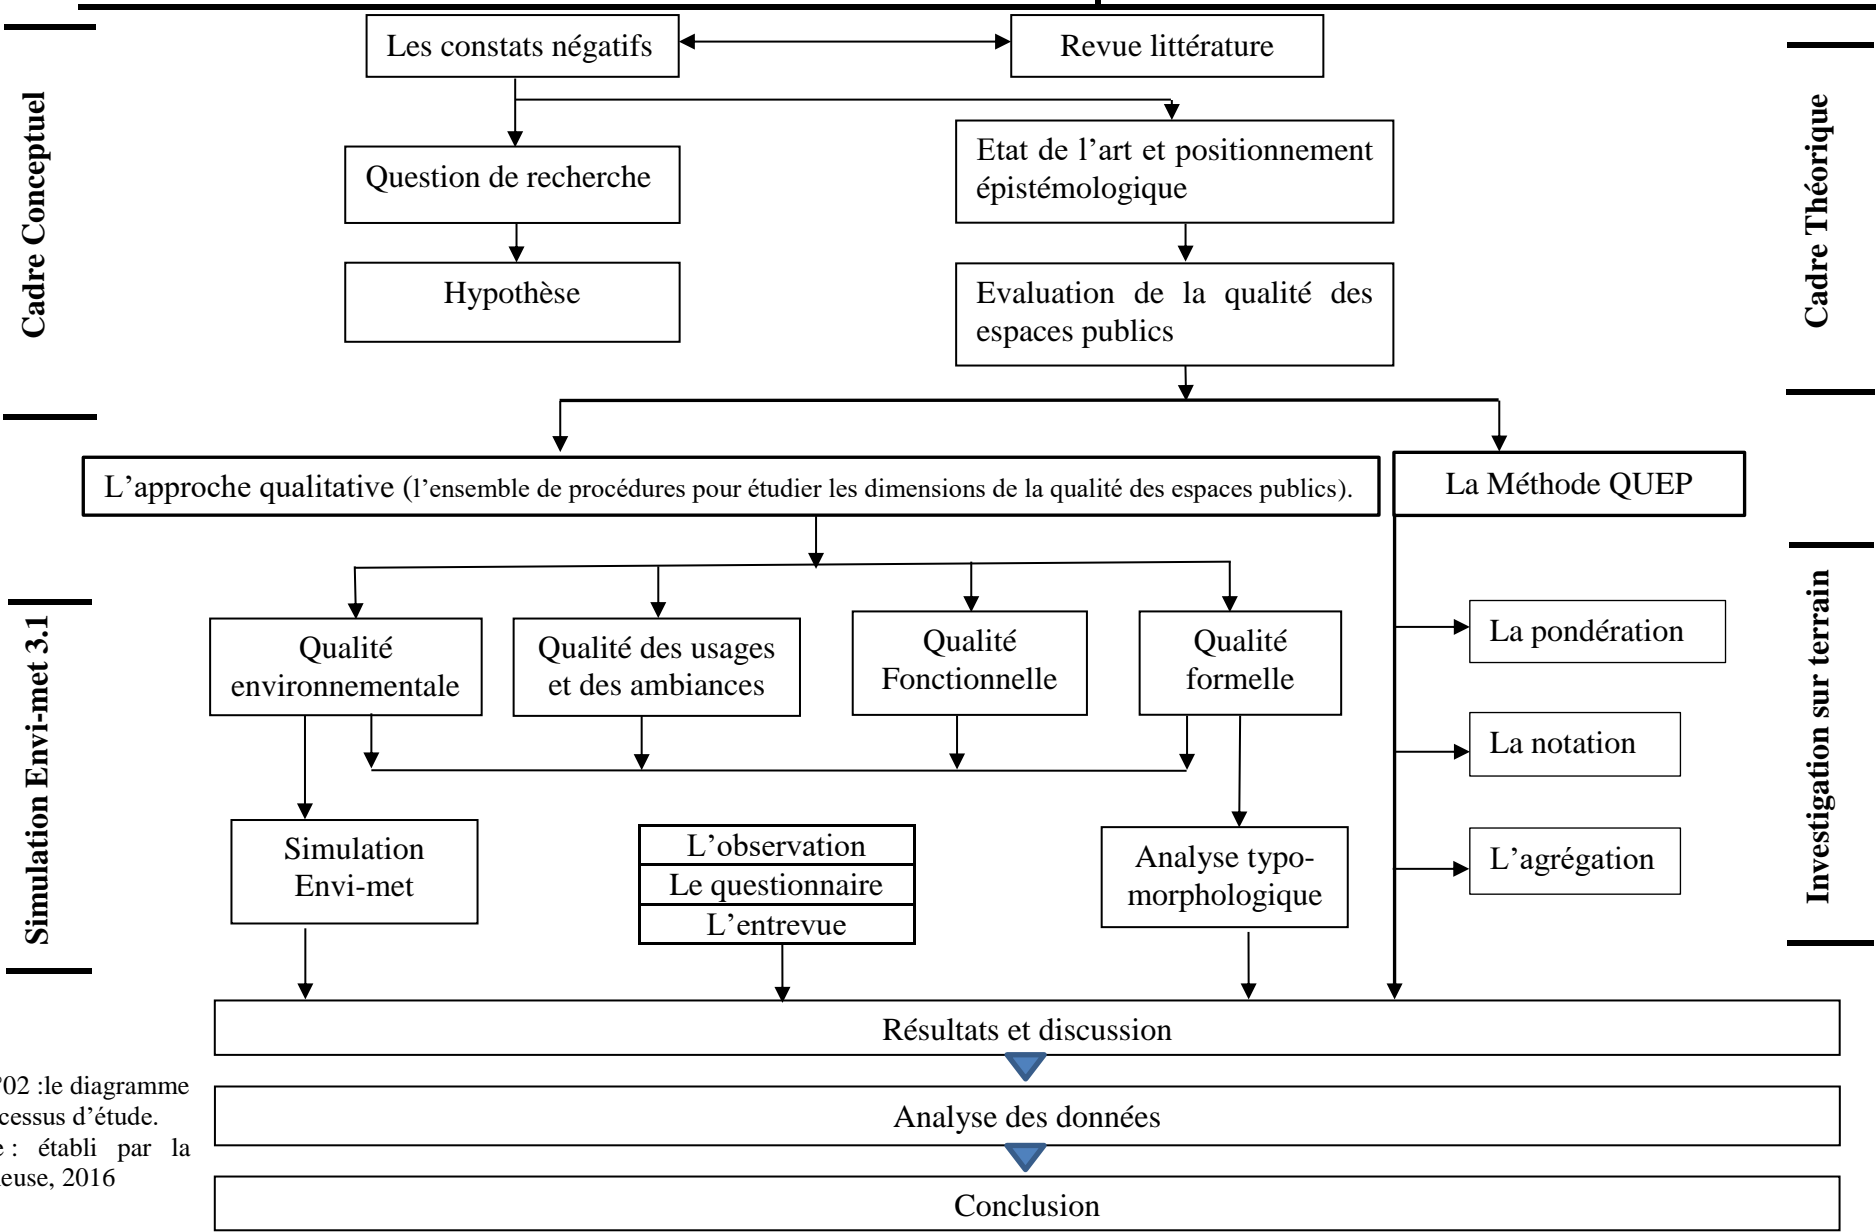 Les constats négatifs
Revue littérature
Cadre Conceptuel
Cadre Théorique
Question de recherche
Etat de l’art et positionnement
épistémologique
Hypothèse
Evaluation de la qualité des
espaces publics
L’approche qualitative (l’ensemble de procédures pour étudier les dimensions de la qualité des espaces publics).
La Méthode QUEP
Simulation Envi-met 3.1
Investigation sur terrain
Qualité
environnementale
Qualité des usages
et des ambiances
Qualité
Fonctionnelle
Qualité
formelle
La pondération
La notation
L’agrégation
Simulation
Envi-met
L’observation
Le questionnaire
L’entrevue
Analyse typo-
morphologique
Résultats et discussion
°02 :le diagramme
cessus d’étude.
e : établi par la
euse, 2016
Analyse des données
Conclusion